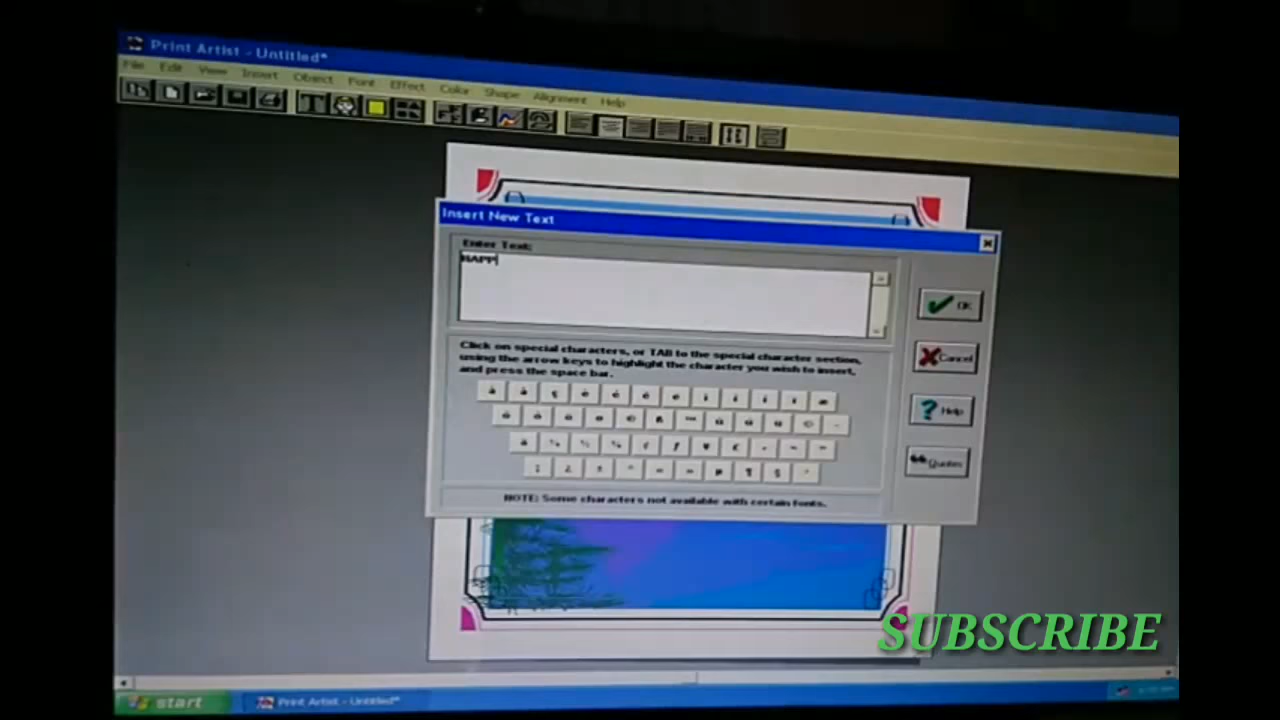 Print Artist - Untitled*
File Edit View Insert Object Font Effect Color Shape Alignment Help
Insert New Text
Enter Text:
HAPP
OK
Click on special characters, or TAB to the special character section,
using the arrow keys to highlight the character you wish to insert,
and press the space bar.
Cancel
Help
Quotes
NOTE: Some characters not available with certain fonts.
SUBSCRIBE
start Print Artist - Untitled*